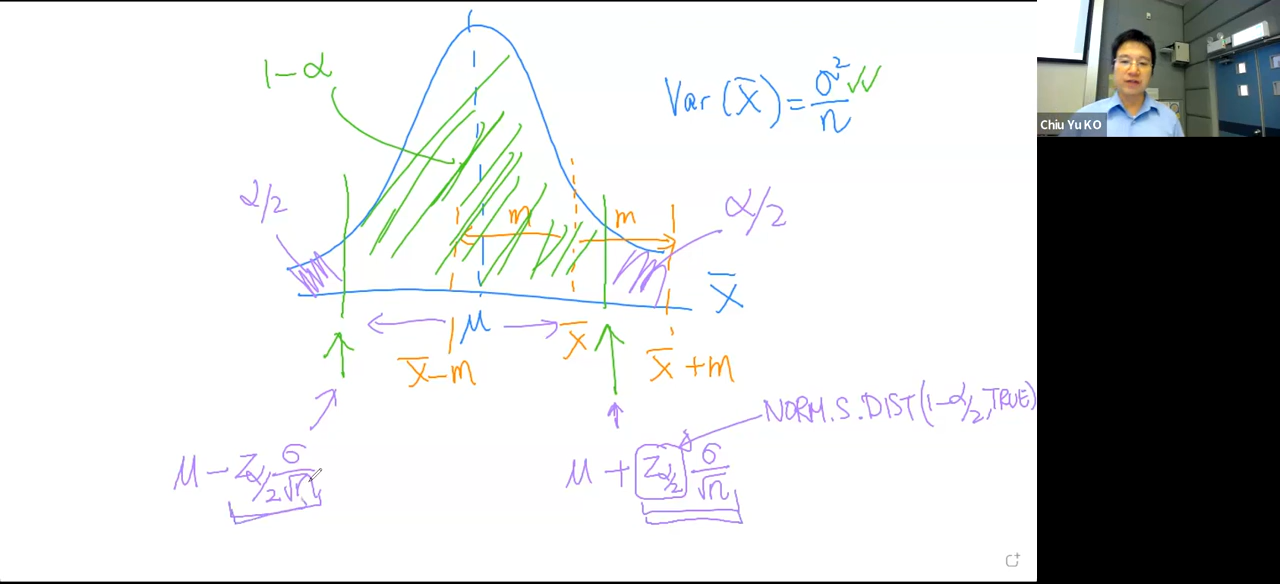 1-α
Var(X̄) = σ²/n
Chiu Yu KO
α/2
m
m
α/2
X̄
μ
X̄
X̄-m
X̄+m
NORM.S.DIST(1-α/2,TRUE)
μ - Zα/2 σ/√n
μ + Zα/2 σ/√n